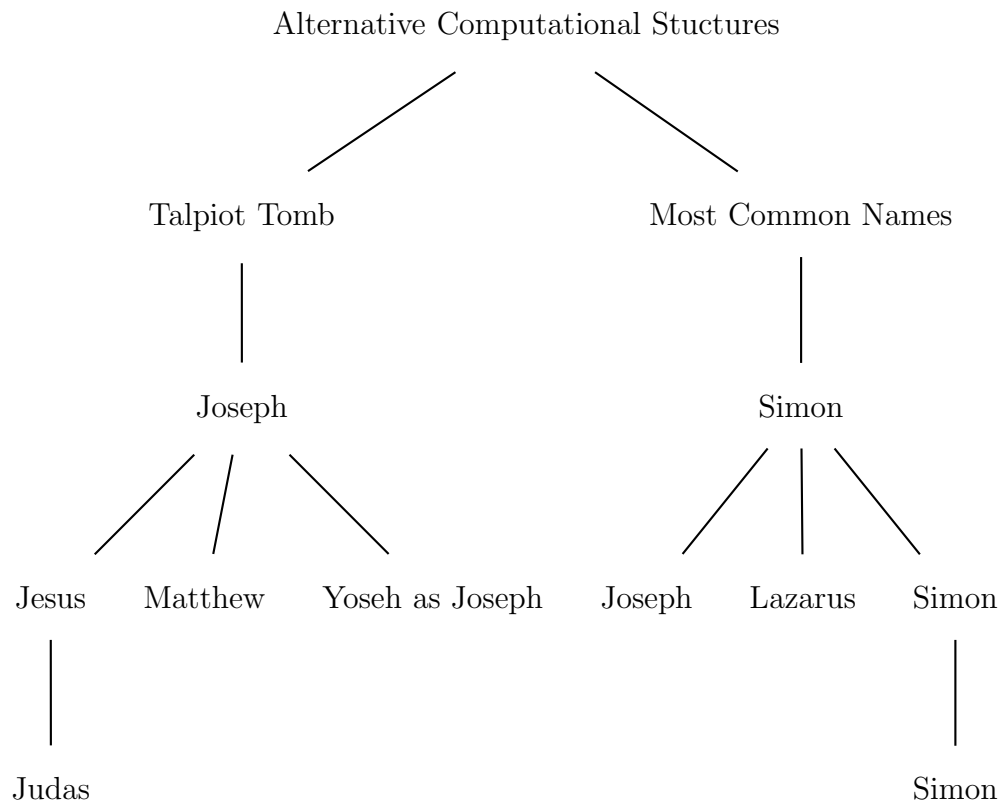 Alternative Computational Stuctures
Talpiot Tomb Most Common Names
Joseph Simon
Jesus Matthew Yoseh as Joseph Joseph Lazarus Simon
Judas Simon